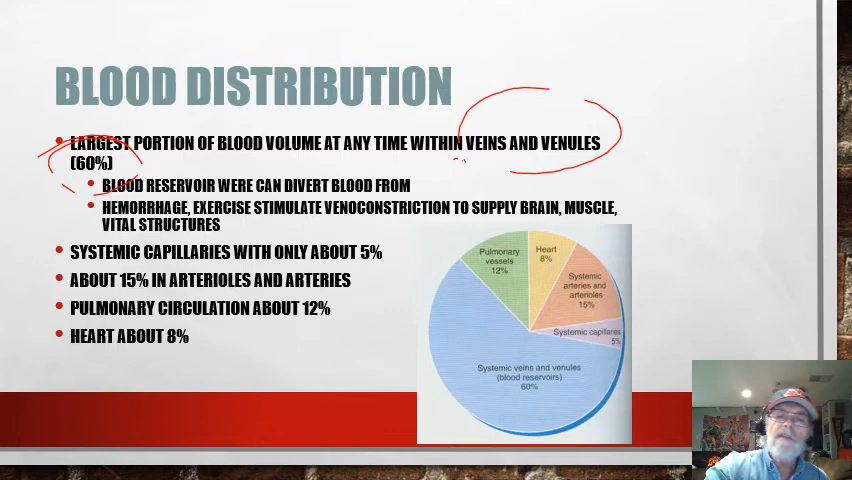 BLOOD DISTRIBUTION
LARGEST PORTION OF BLOOD VOLUME AT ANY TIME WITHIN VEINS AND VENULES
(60%)
BLOOD RESERVOIR WERE CAN DIVERT BLOOD FROM
HEMORRHAGE, EXERCISE STIMULATE VENOCONSTRICTION TO SUPPLY BRAIN, MUSCLE,
VITAL STRUCTURES
SYSTEMIC CAPILLARIES WITH ONLY ABOUT 5%
ABOUT 15% IN ARTERIOLES AND ARTERIES
PULMONARY CIRCULATION ABOUT 12%
HEART ABOUT 8%
Pulmonary
vessels
12%
Heart
8%
Systemic
arteries and
arterioles
15%
Systemic capillaries
5%
Systemic veins and venules
(blood reservoirs)
60%